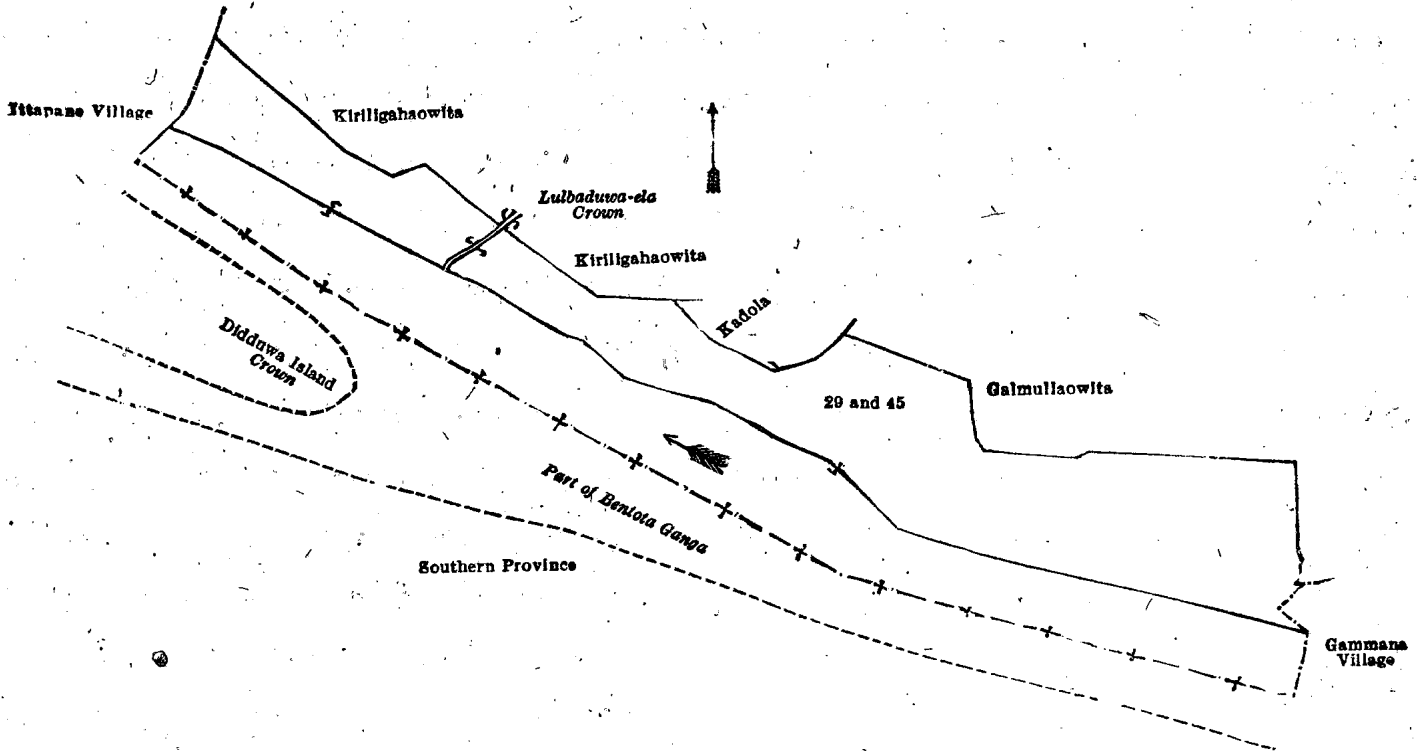 Ittapane Village
Kiriligahaowita
Lulbaduwa-ela
Crown
Kiriligahaowita
Kadola
Didduwa Island
Crown
29 and 45
Galmullaowita
Part of Bentota Ganga
Southern Province
Gammana
Village